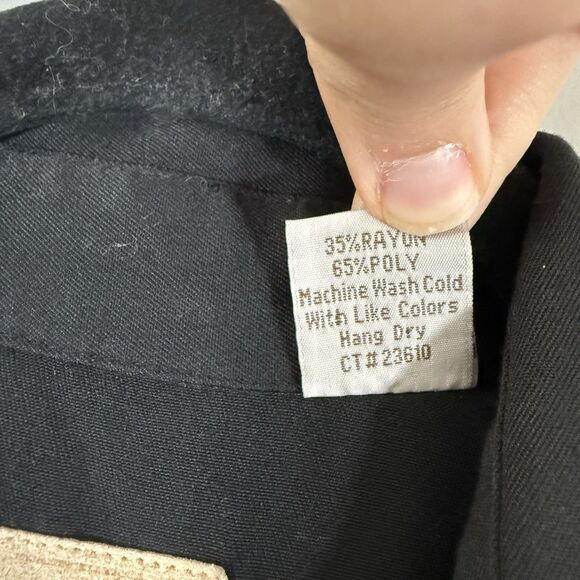 35%RAYON
65%POLY
Machine Wash Cold
With Like Colors
Hang Dry
CT#23610